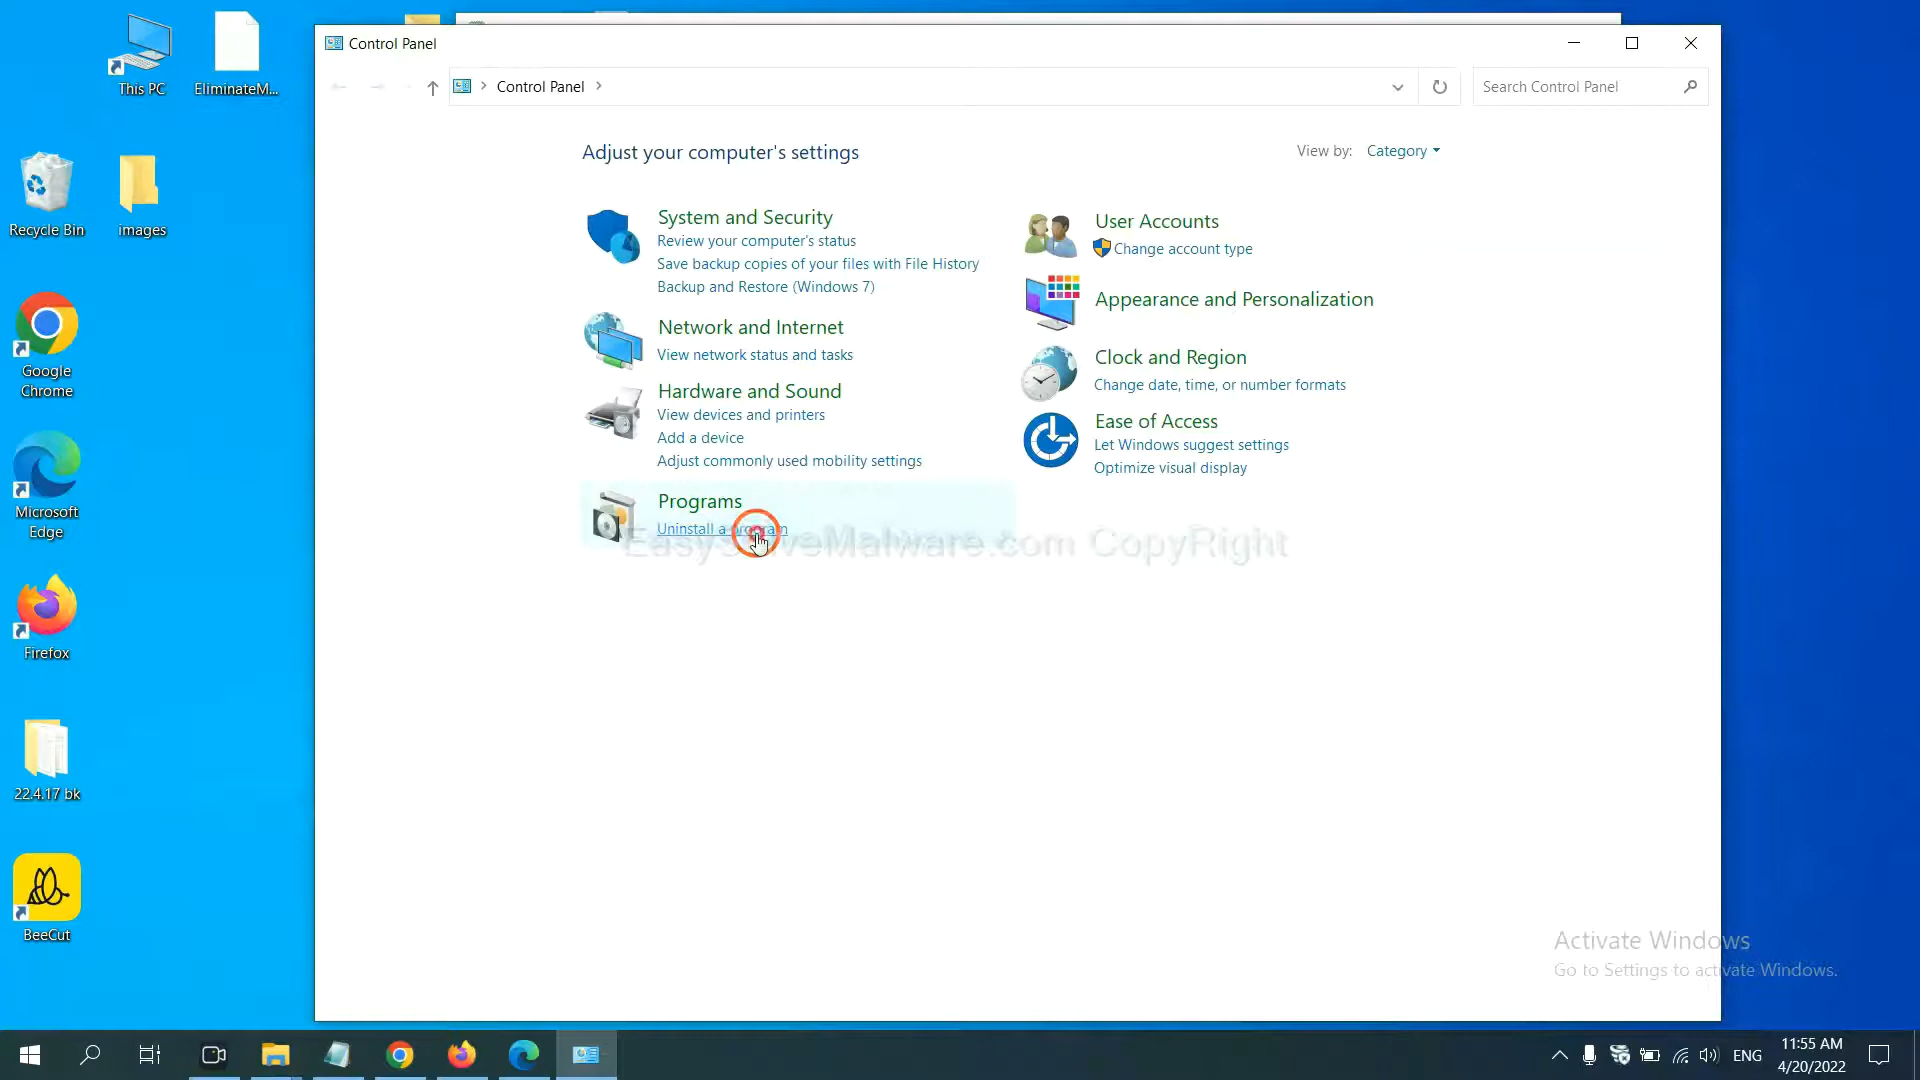 This PC
EliminateM...
Recycle Bin
images
Google
Chrome
Microsoft
Edge
Firefox
22.4.17 bk
BeeCut
Control Panel
Control Panel
Search Control Panel
Adjust your computer's settings
View by: Category
System and Security
Review your computer's status
Save backup copies of your files with File History
Backup and Restore (Windows 7)
Network and Internet
View network status and tasks
Hardware and Sound
View devices and printers
Add a device
Adjust commonly used mobility settings
Programs
Uninstall a program
User Accounts
Change account type
Appearance and Personalization
Clock and Region
Change date, time, or number formats
Ease of Access
Let Windows suggest settings
Optimize visual display
EasySolveMalware.com CopyRight
Activate Windows
Go to Settings to activate Windows.
ENG
11:55 AM
4/20/2022